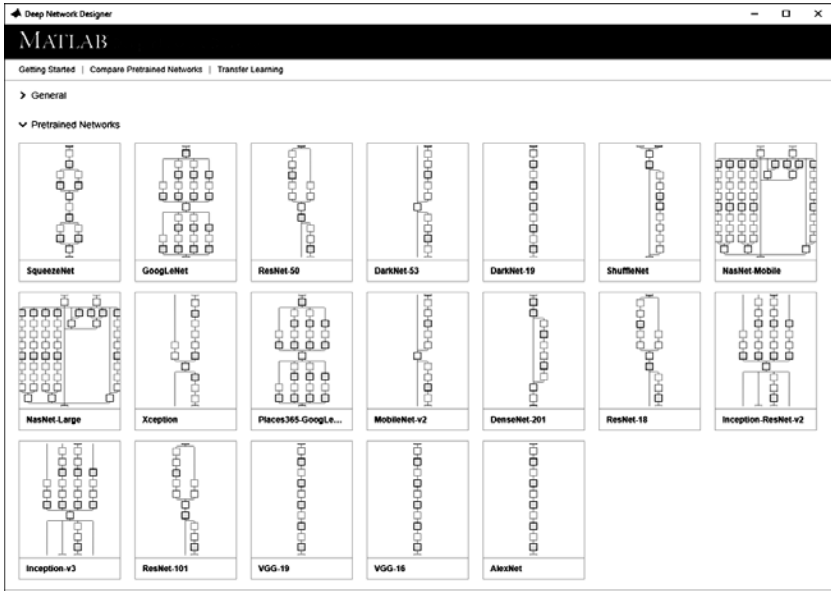 Deep Network Designer
MATLAB
Getting Started | Compare Pretrained Networks | Transfer Learning
General
Pretrained Networks
SqueezeNet GoogLeNet ResNet-50 DarkNet-53 DarkNet-19 ShuffleNet NasNet-Mobile
NasNet-Large Xception Places365-GoogLe... MobileNet-v2 DenseNet-201 ResNet-18 Inception-ResNet-v2
Inception-v3 ResNet-101 VGG-19 VGG-16 AlexNet